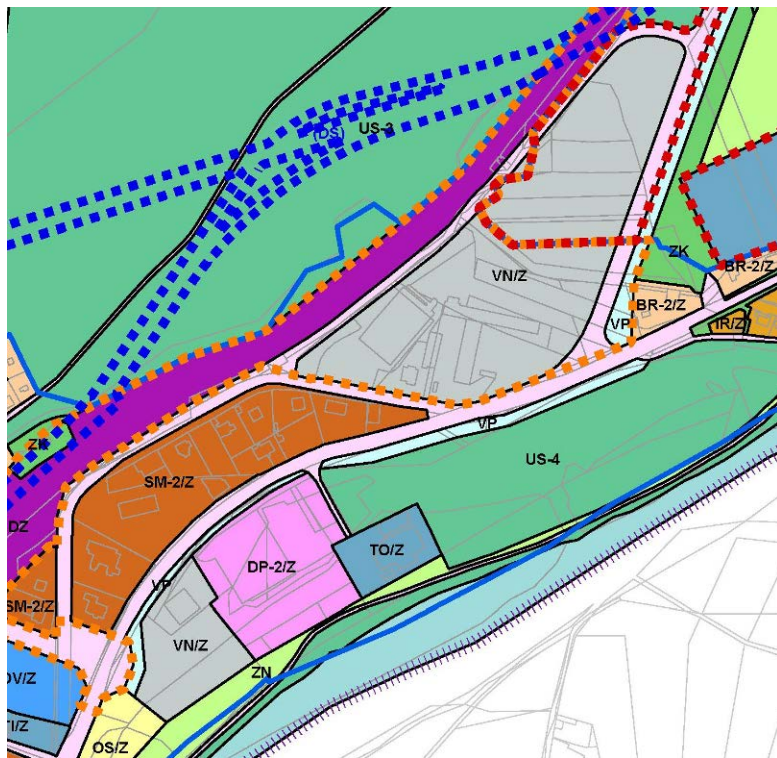 US-3
(DS)
VN/Z
ZK
BR-2/Z
BR-2/Z
VP
IR/Z
VP
ZK
US-4
SM-2/Z
DZ
TO/Z
DP-2/Z
VP
SM-2/Z
VN/Z
ZN
OV/Z
TI/Z
OS/Z